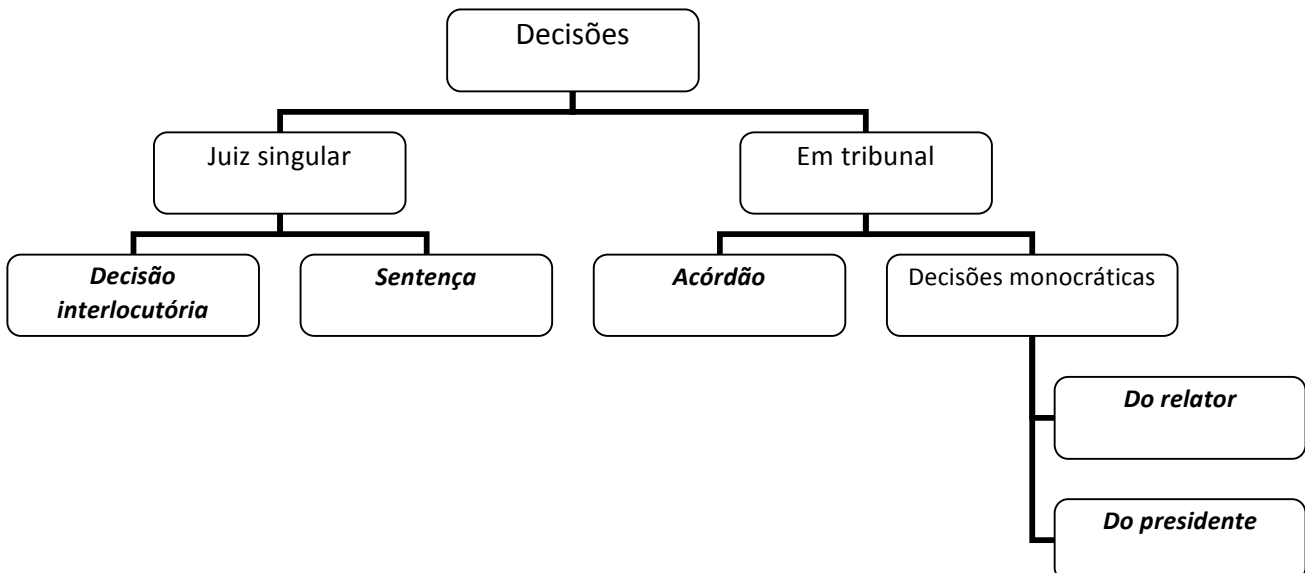 Decisões
Juiz singular
Em tribunal
Decisão
interlocutória
Sentença
Acórdão
Decisões monocráticas
Do relator
Do presidente